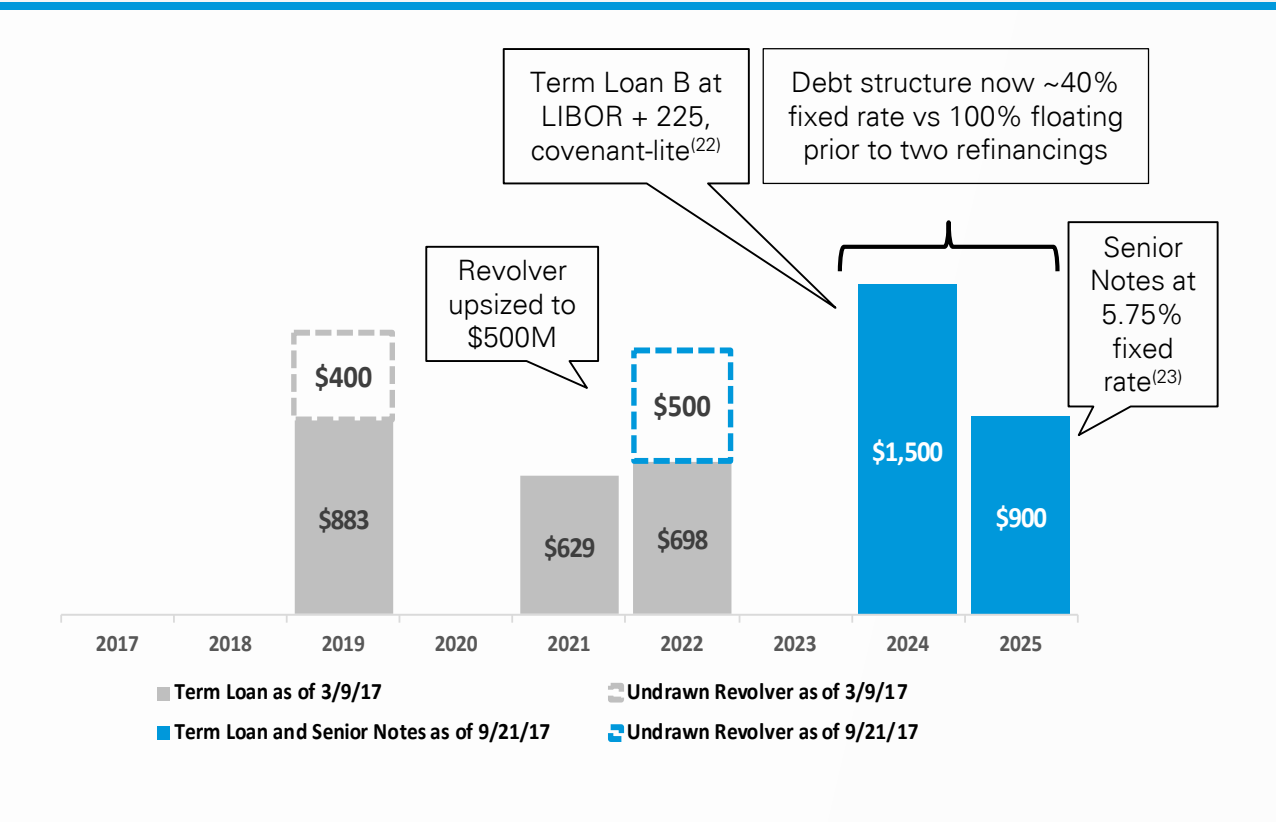 Term Loan B at
LIBOR + 225,
covenant-lite(22)
Debt structure now ~40%
fixed rate vs 100% floating
prior to two refinancings
Revolver
upsized to
$500M
Senior
Notes at
5.75%
fixed
rate(23)
$400
$883
$629
$500
$698
$1,500
$900
2017 2018 2019 2020 2021 2022 2023 2024 2025
Term Loan as of 3/9/17
Undrawn Revolver as of 3/9/17
Term Loan and Senior Notes as of 9/21/17
Undrawn Revolver as of 9/21/17